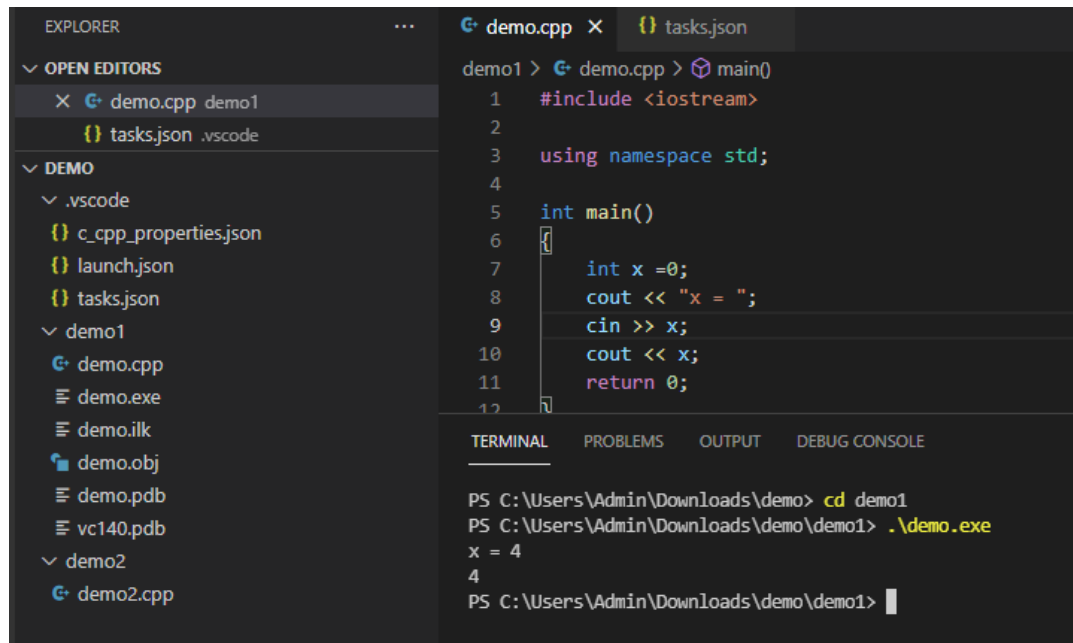 EXPLORER ...
OPEN EDITORS
demo.cpp demo1
{} tasks.json .vscode
DEMO
.vscode
{} c_cpp_properties.json
{} launch.json
{} tasks.json
demo1
demo.cpp
demo.exe
demo.ilk
demo.obj
demo.pdb
vc140.pdb
demo2
demo2.cpp
demo.cpp {} tasks.json
demo1 > demo.cpp > main()
1 #include <iostream>
2
3 using namespace std;
4
5 int main()
6 {
7 int x =0;
8 cout << "x = ";
9 cin >> x;
10 cout << x;
11 return 0;
12 }
TERMINAL PROBLEMS OUTPUT DEBUG CONSOLE
PS C:\Users\Admin\Downloads\demo> cd demo1
PS C:\Users\Admin\Downloads\demo\demo1> .\demo.exe
x = 4
4
PS C:\Users\Admin\Downloads\demo\demo1>